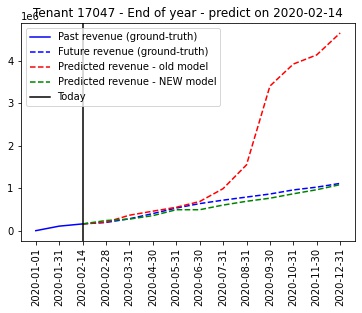 Tenant 17047 - End of year - predict on 2020-02-14
1e6
Past revenue (ground-truth)
Future revenue (ground-truth)
Predicted revenue - old model
Predicted revenue - NEW model
Today
4
3
2
1
0
2020-01-01
2020-01-31
2020-02-14
2020-02-28
2020-03-31
2020-04-30
2020-05-31
2020-06-30
2020-07-31
2020-08-31
2020-09-30
2020-10-31
2020-11-30
2020-12-31